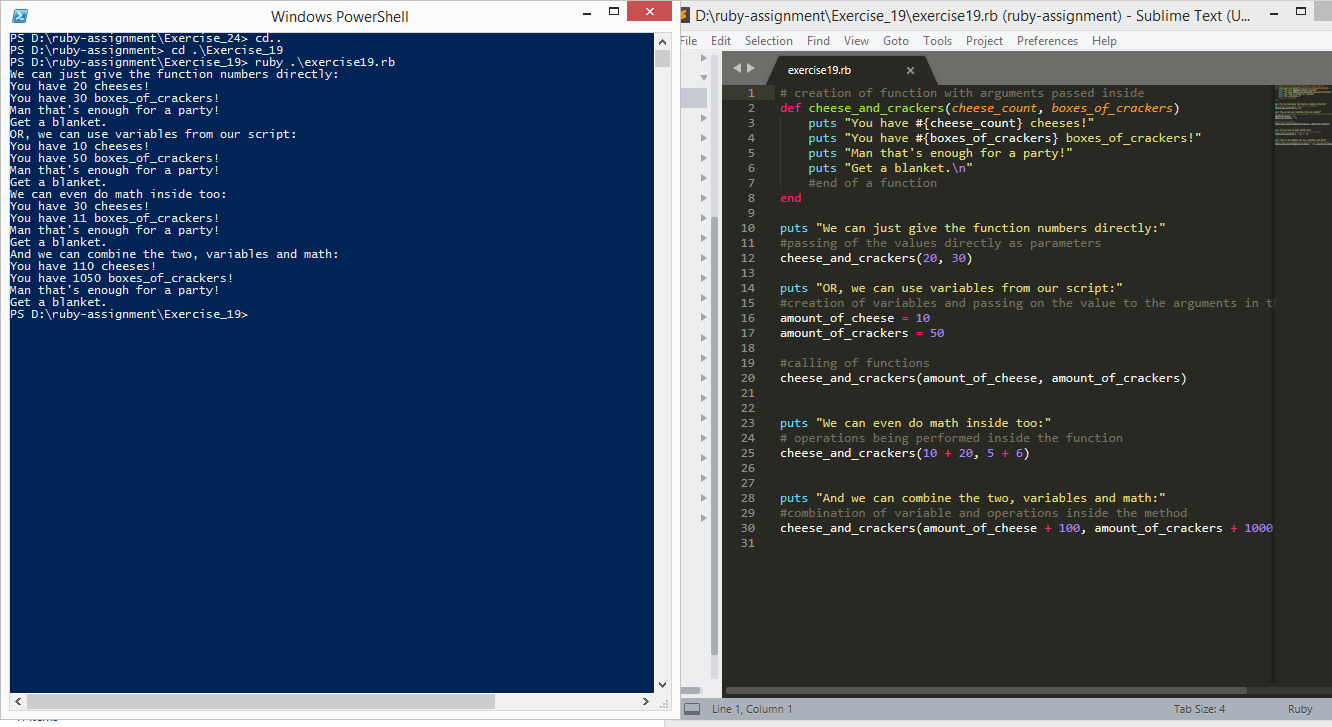 Windows PowerShell
PS D:\ruby-assignment\Exercise_24> cd..
PS D:\ruby-assignment> cd .\Exercise_19
PS D:\ruby-assignment\Exercise_19> ruby .\exercise19.rb
We can just give the function numbers directly:
You have 20 cheeses!
You have 30 boxes_of_crackers!
Man that's enough for a party!
Get a blanket.
OR, we can use variables from our script:
You have 10 cheeses!
You have 50 boxes_of_crackers!
Man that's enough for a party!
Get a blanket.
We can even do math inside too:
You have 30 cheeses!
You have 11 boxes_of_crackers!
Man that's enough for a party!
Get a blanket.
And we can combine the two, variables and math:
You have 110 cheeses!
You have 1050 boxes_of_crackers!
Man that's enough for a party!
Get a blanket.
PS D:\ruby-assignment\Exercise_19>
D:\ruby-assignment\Exercise_19\exercise19.rb (ruby-assignment) - Sublime Text (U...
File Edit Selection Find View Goto Tools Project Preferences Help
exercise19.rb
1 # creation of function with arguments passed inside
2 def cheese_and_crackers(cheese_count, boxes_of_crackers)
3 puts "You have #{cheese_count} cheeses!"
4 puts "You have #{boxes_of_crackers} boxes_of_crackers!"
5 puts "Man that's enough for a party!"
6 puts "Get a blanket.\n"
7 #end of a function
8 end
9
10 puts "We can just give the function numbers directly:"
11 #passing of the values directly as parameters
12 cheese_and_crackers(20, 30)
13
14 puts "OR, we can use variables from our script:"
15 #creation of variables and passing on the value to the arguments in t
16 amount_of_cheese = 10
17 amount_of_crackers = 50
18
19 #calling of functions
20 cheese_and_crackers(amount_of_cheese, amount_of_crackers)
21
22
23 puts "We can even do math inside too:"
24 # operations being performed inside the function
25 cheese_and_crackers(10 + 20, 5 + 6)
26
27
28 puts "And we can combine the two, variables and math:"
29 #combination of variable and operations inside the method
30 cheese_and_crackers(amount_of_cheese + 100, amount_of_crackers + 1000
31
Line 1, Column 1
Tab Size: 4
Ruby